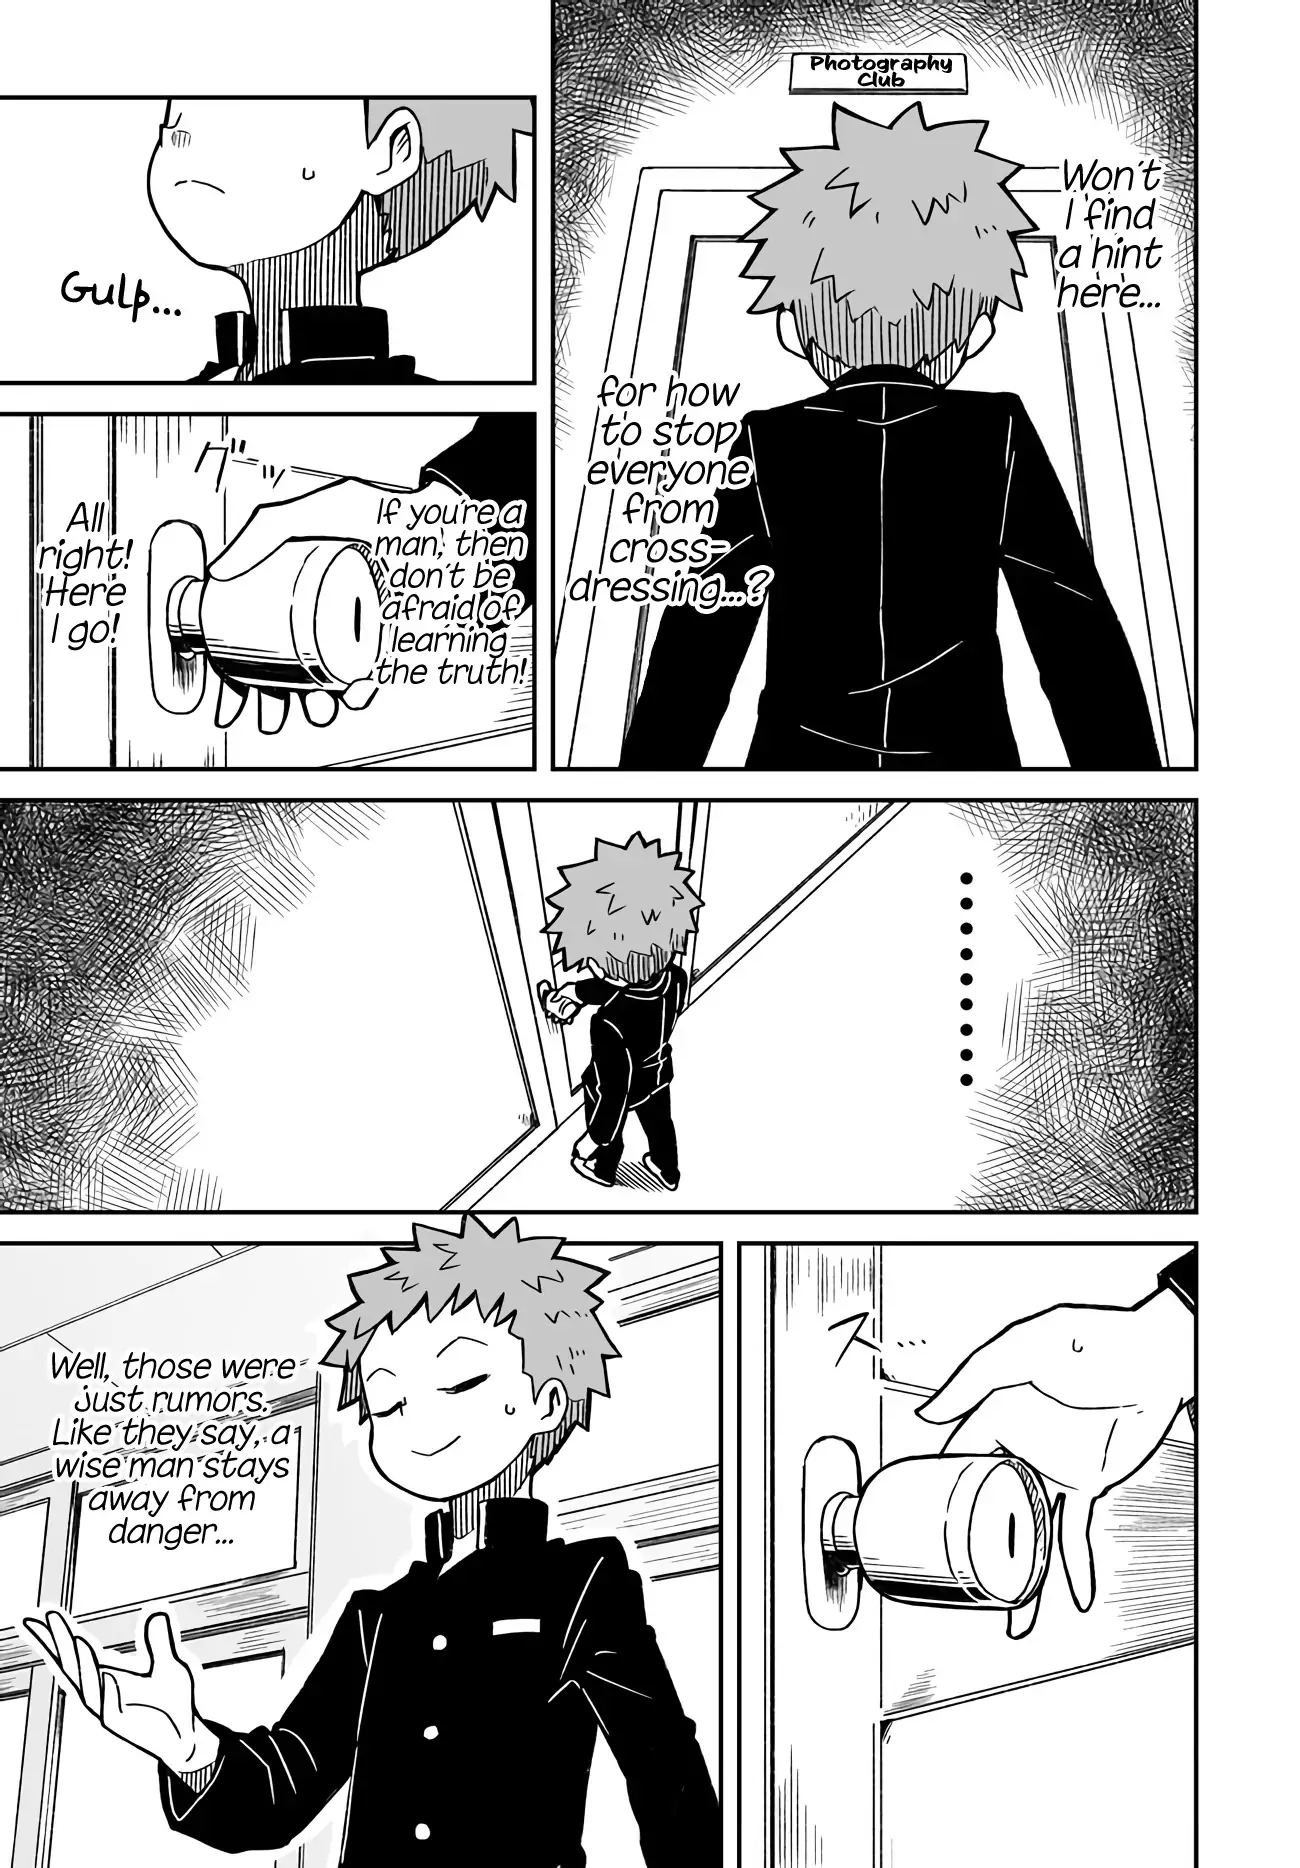 Photography
Club
Won't
I find
a hint
here...
for how
to stop
everyone
from
cross-
dressing...?
Gulp...
グッ
If you're a
man, then
don't be
afraid of
learning
the truth!
All
right!
Here
I go!
.........
ス...
Well, those were
just rumors.
Like they say, a
wise man stays
away from
danger...